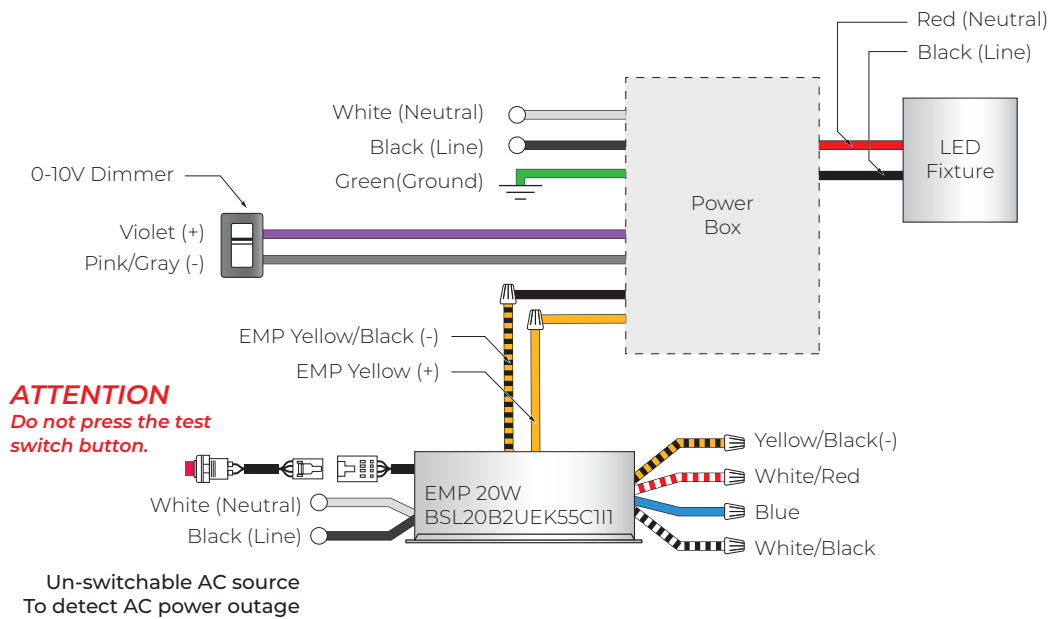 Red (Neutral)
Black (Line)
White (Neutral)
Black (Line)
Green(Ground)
LED
Fixture
0-10V Dimmer
Power
Box
Violet (+)
Pink/Gray (-)
EMP Yellow/Black (-)
EMP Yellow (+)
ATTENTION
Do not press the test
switch button.
Yellow/Black(-)
White/Red
Blue
White/Black
EMP 20W
BSL20B2UEK55C1I1
White (Neutral)
Black (Line)
Un-switchable AC source
To detect AC power outage